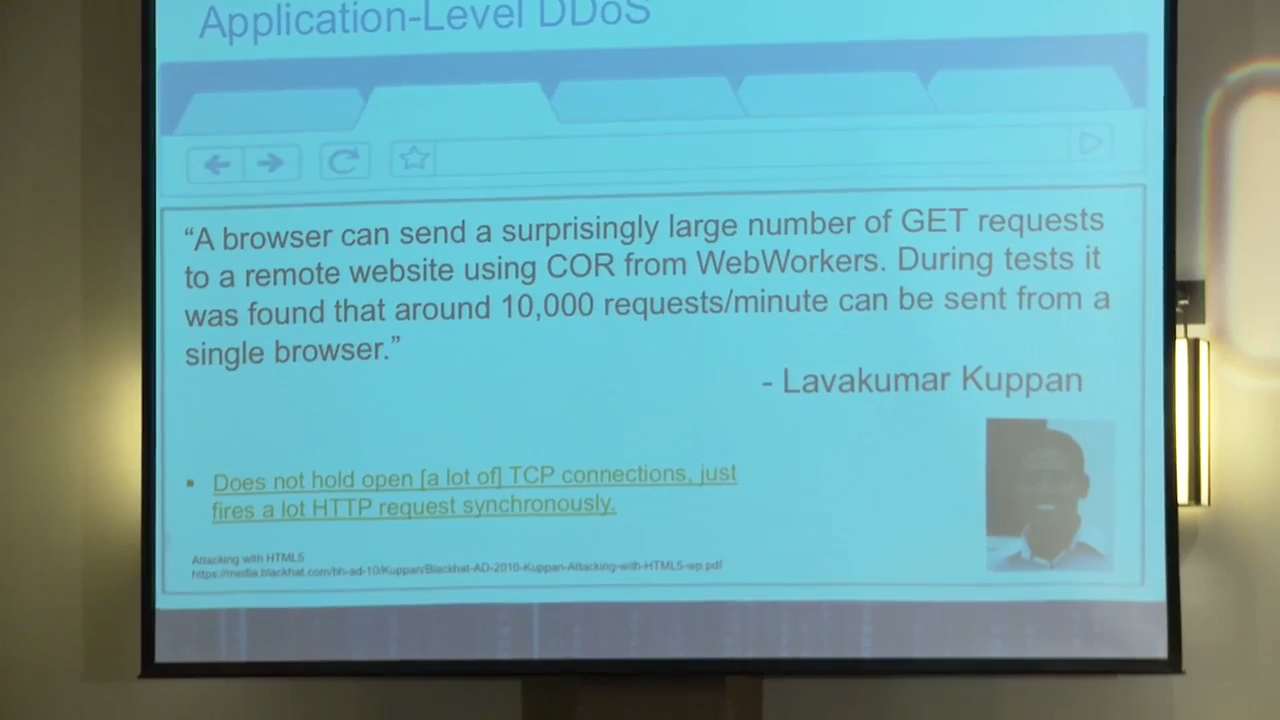 Application-Level DDoS
“A browser can send a surprisingly large number of GET requests
to a remote website using COR from WebWorkers. During tests it
was found that around 10,000 requests/minute can be sent from a
single browser.”
- Lavakumar Kuppan
▪ Does not hold open [a lot of] TCP connections, just
fires a lot HTTP request synchronously.
Attacking with HTML5
https://media.blackhat.com/bh-ad-10/Kuppan/Blackhat-AD-2010-Kuppan-Attacking-with-HTML5-wp.pdf